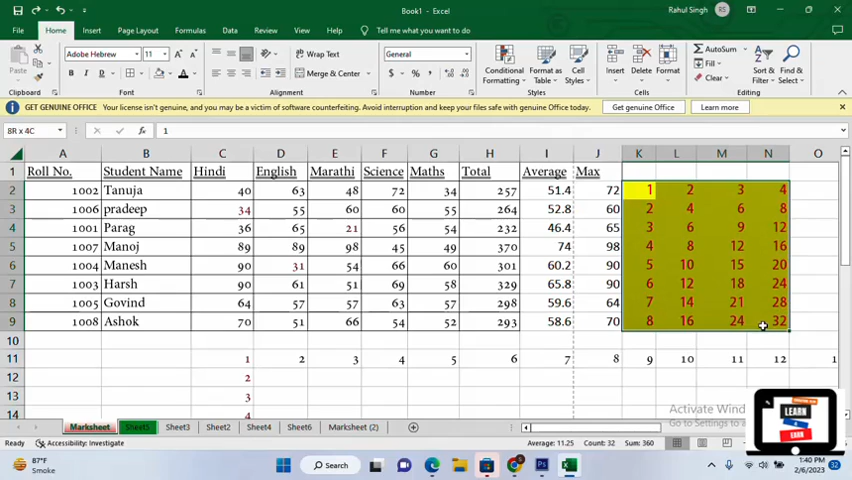 Book1 - Excel
Rahul Singh RS
File Home Insert Page Layout Formulas Data Review View Help Tell me what you want to do
Paste Adobe Hebrew 11 A A Wrap Text General AutoSum
Conditional Format as Cell Insert Delete Format Fill Sort & Find &
B I U Merge & Center $ % Formatting Table Styles Clear Filter Select
Clipboard Font Alignment Number Styles Cells Editing
GET GENUINE OFFICE Your license isn't genuine, and you may be a victim of software counterfeiting. Avoid interruption and keep your files safe with genuine Office today. Get genuine Office Learn more
8R x 4C fx 1
A B C D E F G H I J K L M N O
1 Roll No. Student Name Hindi English Marathi Science Maths Total Average Max
2 1002 Tanuja 40 63 48 72 34 257 51.4 72 1 2 3 4
3 1006 pradeep 34 55 60 60 55 264 52.8 60 2 4 6 8
4 1001 Parag 36 65 21 56 54 232 46.4 65 3 6 9 12
5 1007 Manoj 89 89 98 45 49 370 74 98 4 8 12 16
6 1004 Manesh 90 31 54 66 60 301 60.2 90 5 10 15 20
7 1003 Harsh 90 61 51 69 58 329 65.8 90 6 12 18 24
8 1005 Govind 64 57 57 63 57 298 59.6 64 7 14 21 28
9 1008 Ashok 70 51 66 54 52 293 58.6 70 8 16 24 32
10
11 1 2 3 4 5 6 7 8 9 10 11 12 1
12 2
13 3
14 4
Activate Wind
Go to Settings to a
LEARN
&
EARN
Marksheet Sheet5 Sheet3 Sheet2 Sheet4 Sheet6 Marksheet (2)
Ready Accessibility: Investigate Average: 11.25 Count: 32 Sum: 360
87°F
Smoke
Search
1:40 PM
2/6/2023
32